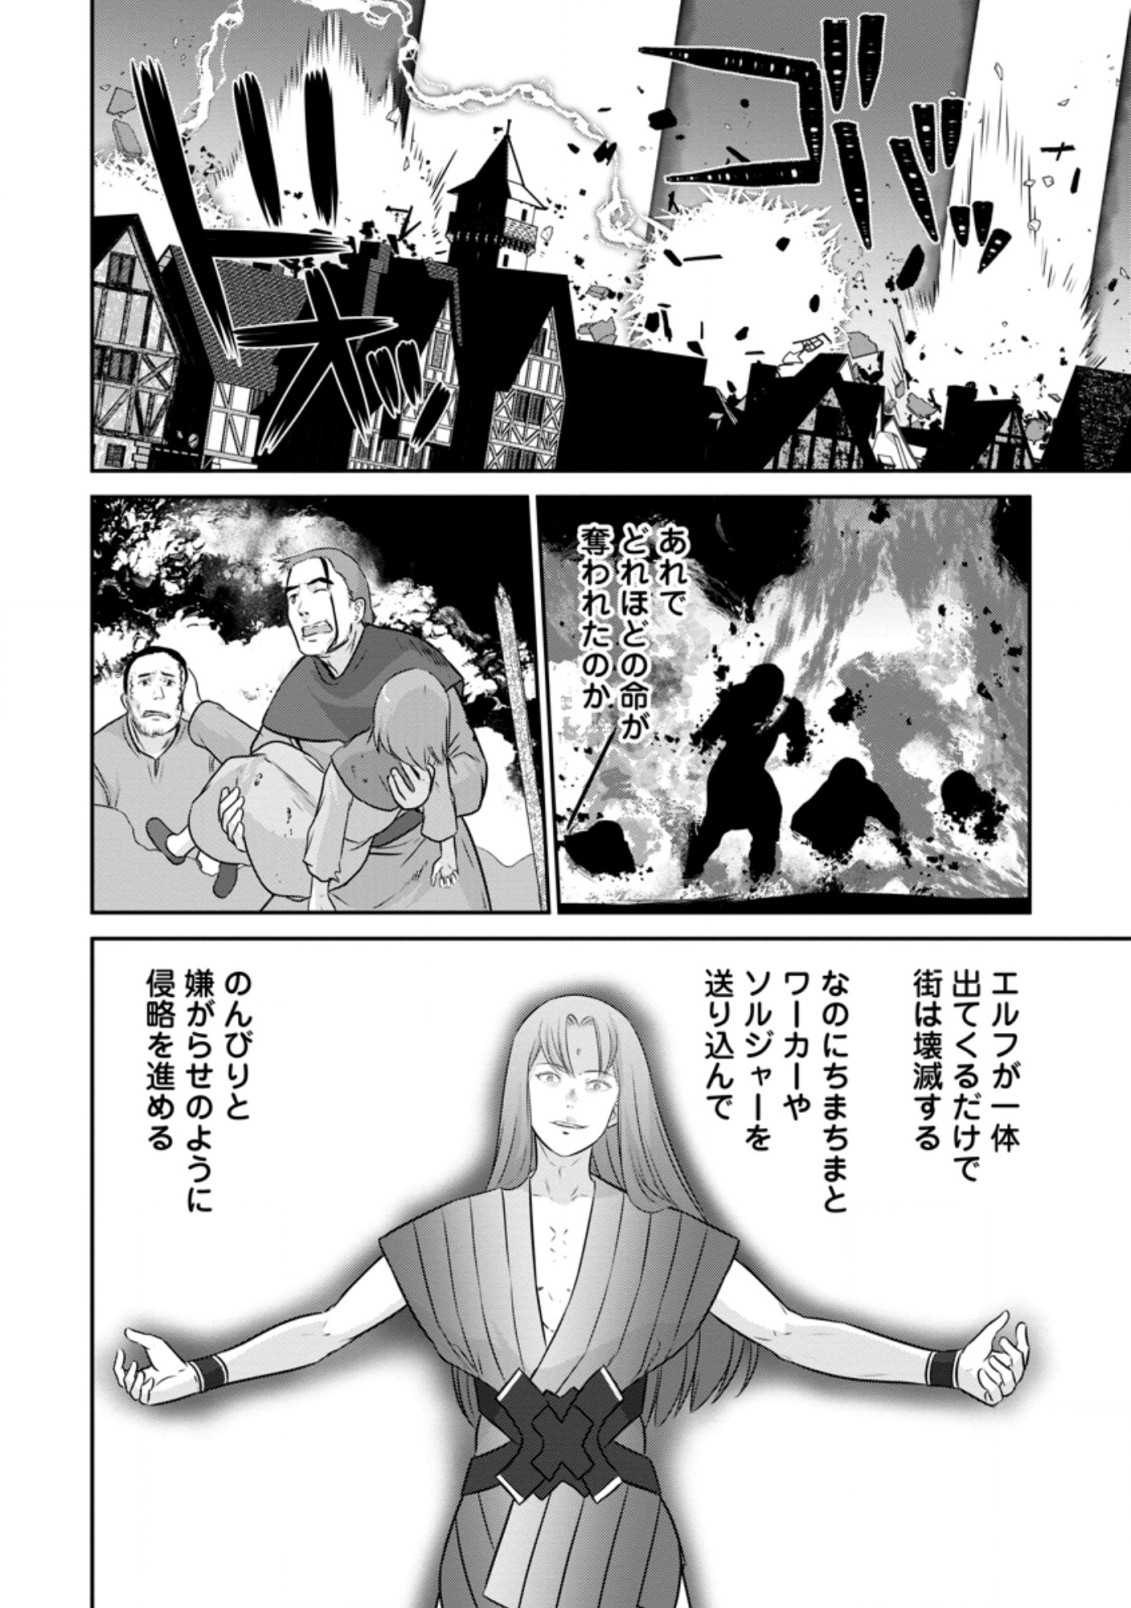 ゴゴッ
ドオオッ
あれで
どれほどの命が
奪われたのか
エルフが一体
出てくるだけで
街は壊滅する
なのにちまちまと
ワーカーや
ソルジャーを
送り込んで
のんびりと
嫌がらせのように
侵略を進める